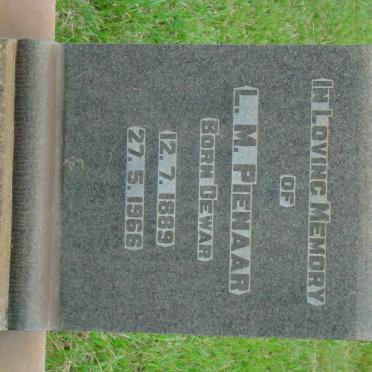 IN LOVING MEMORY
OF
L. M. PIENAAR
BORN DEWAR
12. 7. 1889
27. 5. 1966